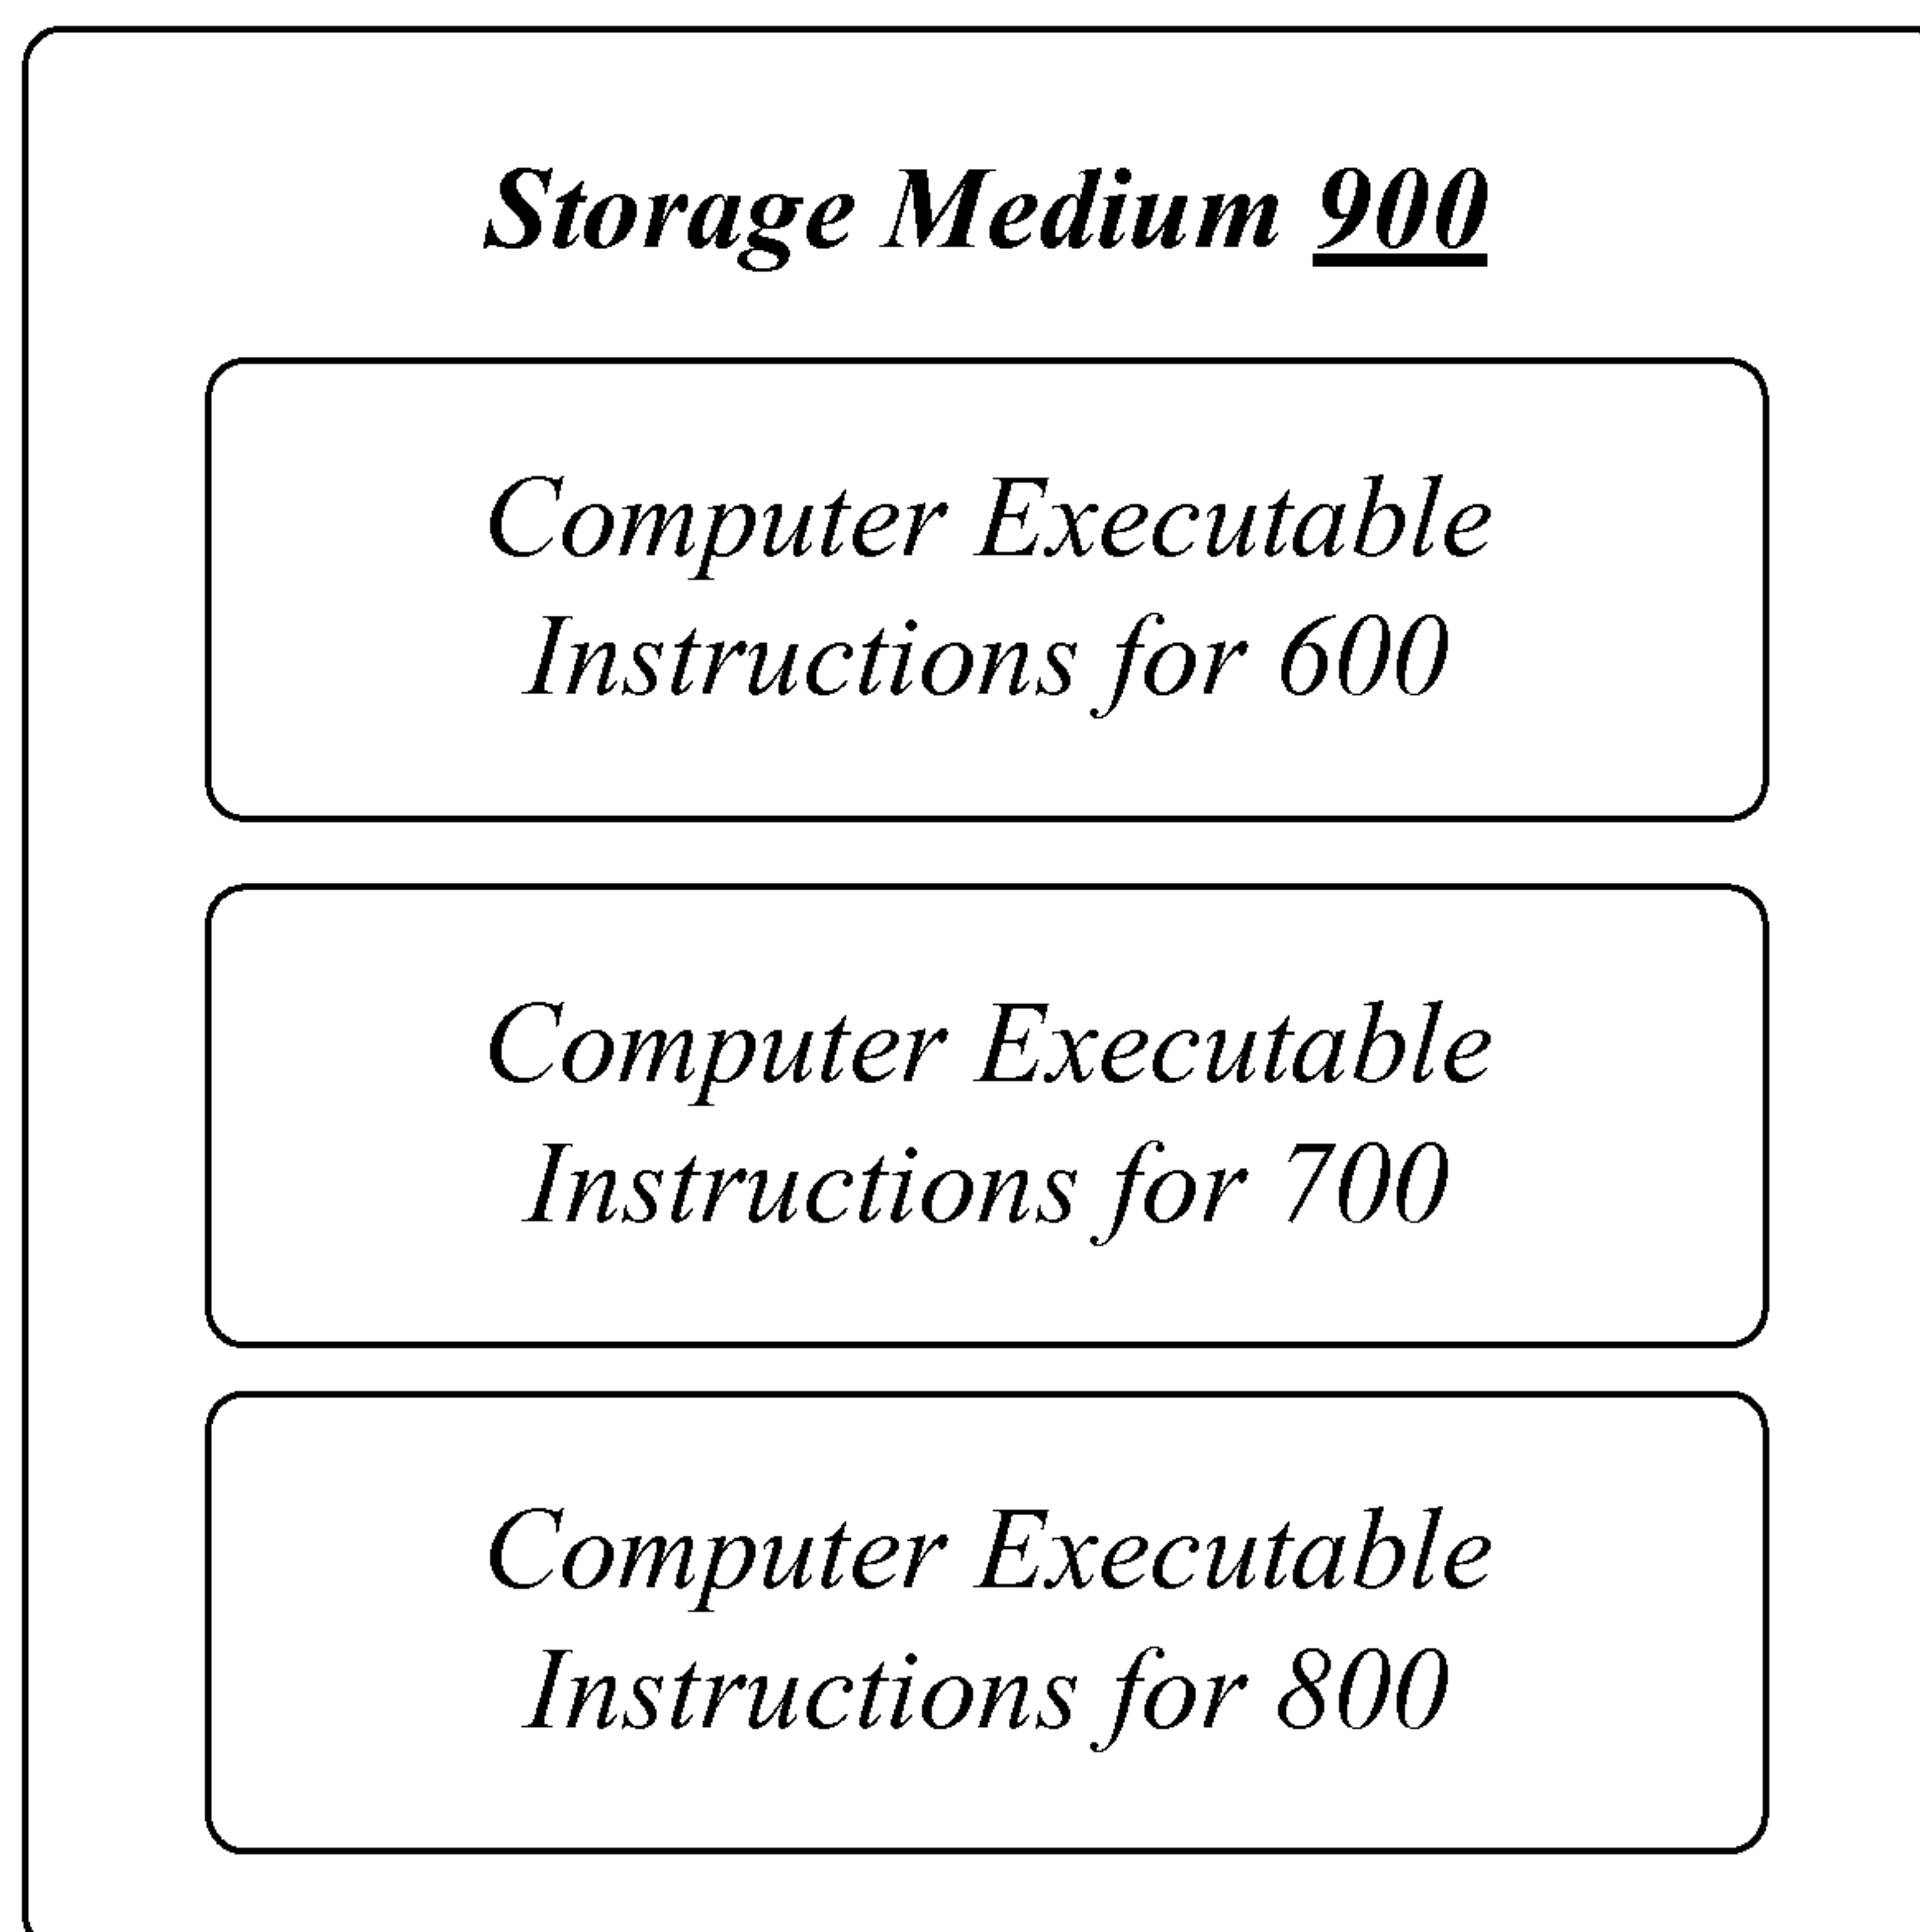 Storage Medium 900
Computer Executable
Instructions for 600
Computer Executable
Instructions for 700
Computer Executable
Instructions for 800